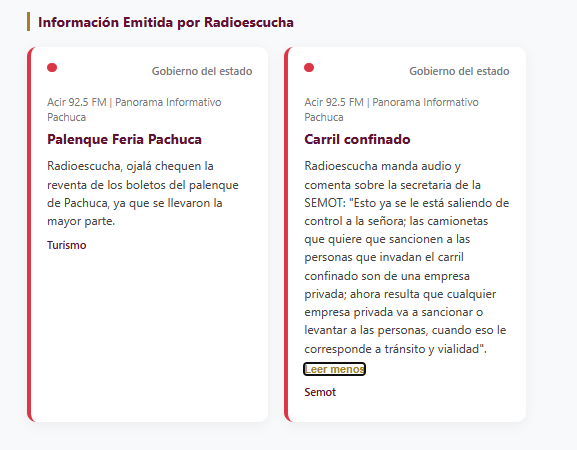 Información Emitida por Radioescucha
Gobierno del estado
Acir 92.5 FM | Panorama Informativo
Pachuca
Palenque Feria Pachuca
Radioescucha, ojalá chequen la
reventa de los boletos del palenque
de Pachuca, ya que se llevaron la
mayor parte.
Turismo
Gobierno del estado
Acir 92.5 FM | Panorama Informativo
Pachuca
Carril confinado
Radioescucha manda audio y
comenta sobre la secretaria de la
SEMOT: "Esto ya se le está saliendo de
control a la señora; las camionetas
que quiere que sancionen a las
personas que invadan el carril
confinado son de una empresa
privada; ahora resulta que cualquier
empresa privada va a sancionar o
levantar a las personas, cuando eso le
corresponde a tránsito y vialidad".
Leer menos
Semot